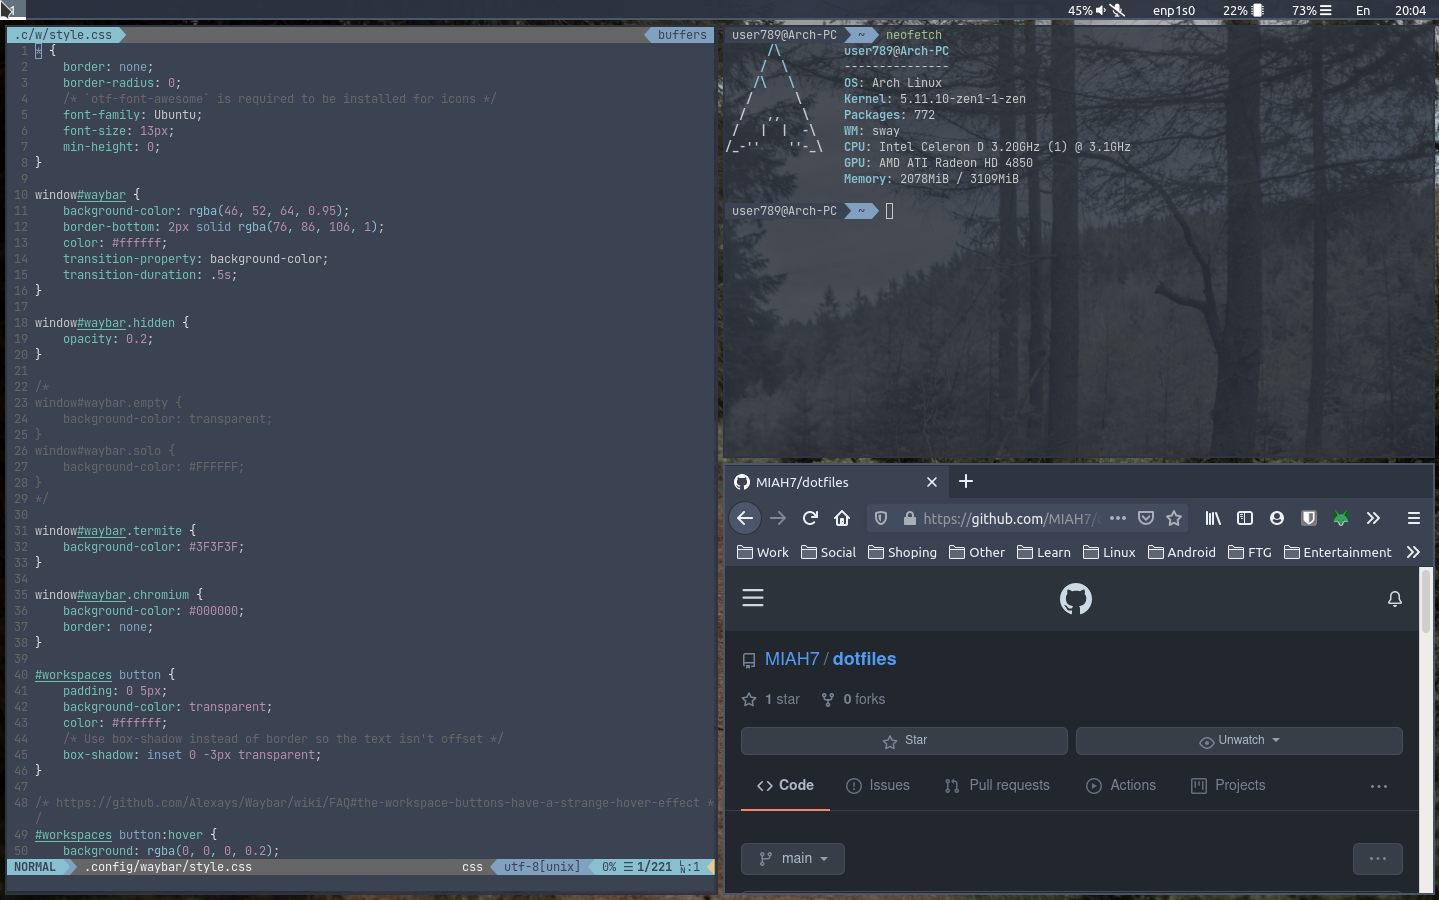 1
45%
enp1s0
22%
73%
En
20:04
.c/w/style.css
buffers
1 * {
2 border: none;
3 border-radius: 0;
4 /* `otf-font-awesome` is required to be installed for icons */
5 font-family: Ubuntu;
6 font-size: 13px;
7 min-height: 0;
8 }
9
10 window#waybar {
11 background-color: rgba(46, 52, 64, 0.95);
12 border-bottom: 2px solid rgba(76, 86, 106, 1);
13 color: #ffffff;
14 transition-property: background-color;
15 transition-duration: .5s;
16 }
17
18 window#waybar.hidden {
19 opacity: 0.2;
20 }
21
22 /*
23 window#waybar.empty {
24 background-color: transparent;
25 }
26 window#waybar.solo {
27 background-color: #FFFFFF;
28 }
29 */
30
31 window#waybar.termite {
32 background-color: #3F3F3F;
33 }
34
35 window#waybar.chromium {
36 background-color: #000000;
37 border: none;
38 }
39
40 #workspaces button {
41 padding: 0 5px;
42 background-color: transparent;
43 color: #ffffff;
44 /* Use box-shadow instead of border so the text isn't offset */
45 box-shadow: inset 0 -3px transparent;
46 }
47
48 /* https://github.com/Alexays/Waybar/wiki/FAQ#the-workspace-buttons-have-a-strange-hover-effect *
/
49 #workspaces button:hover {
50 background: rgba(0, 0, 0, 0.2);
NORMAL .config/waybar/style.css css utf-8[unix] 0% ☰ 1/221 ㏑:1
user789@Arch-PC ~ neofetch
/\ user789@Arch-PC
/  \ ---------------
/\   \ OS: Arch Linux
/      \ Kernel: 5.11.10-zen1-1-zen
/   ,,   \ Packages: 772
/   |  |  -\ WM: sway
/_-''    ''-_\ CPU: Intel Celeron D 3.20GHz (1) @ 3.1GHz
GPU: AMD ATI Radeon HD 4850
Memory: 2078MiB / 3109MiB
user789@Arch-PC ~
MIAH7/dotfiles
https://github.com/MIAH7/
Work Social Shoping Other Learn Linux Android FTG Entertainment
MIAH7 / dotfiles
1 star 0 forks
Star
Unwatch
Code Issues Pull requests Actions Projects
main